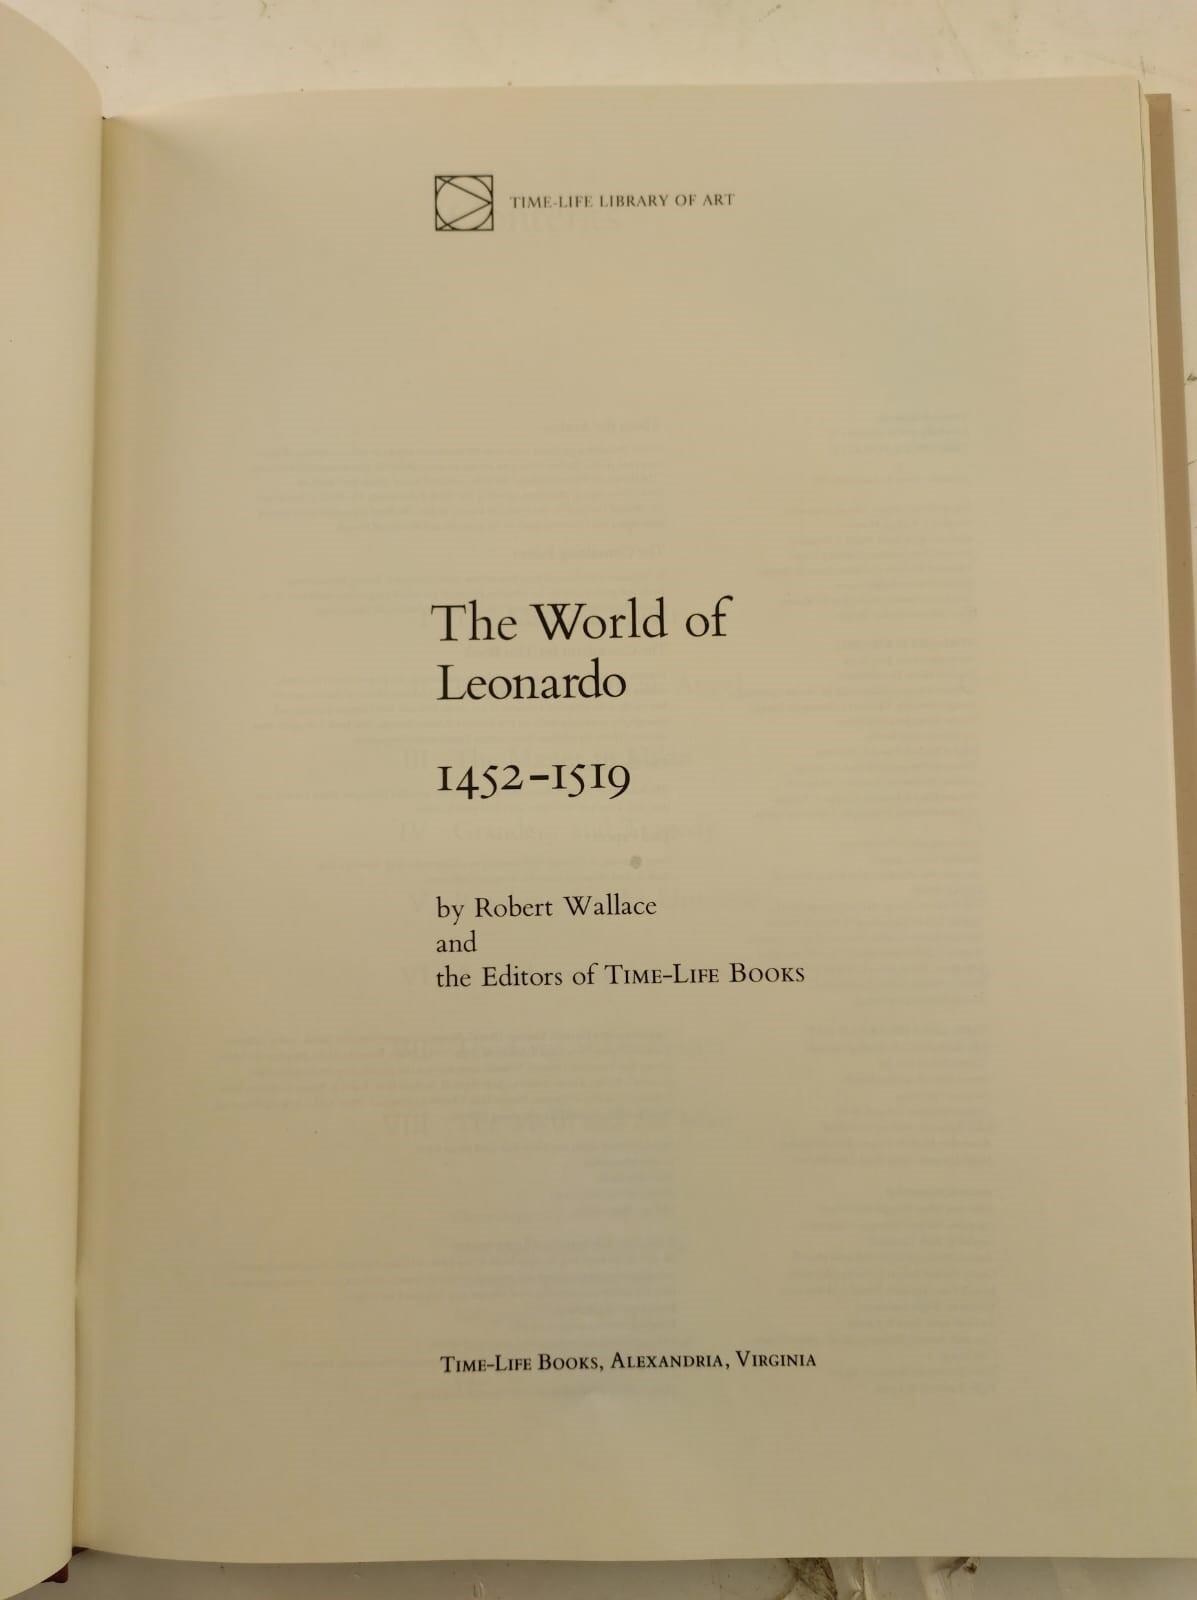 TIME-LIFE LIBRARY OF ART
The World of
Leonardo
1452–1519
by Robert Wallace
and
the Editors of TIME-LIFE BOOKS
TIME-LIFE BOOKS, ALEXANDRIA, VIRGINIA